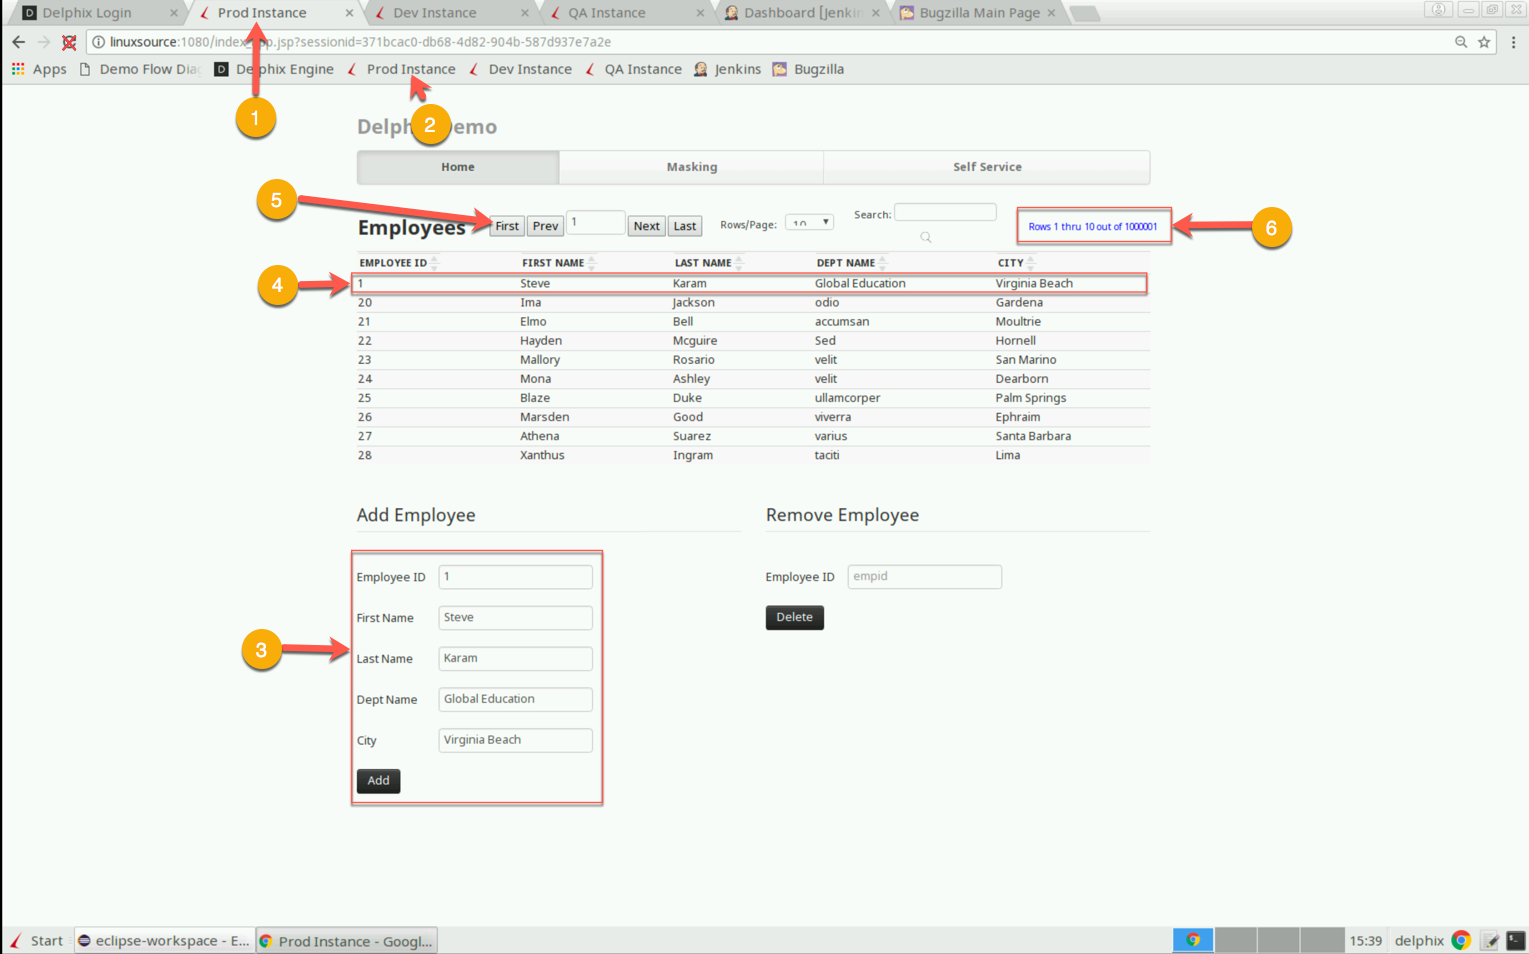 Delphix Login
Prod Instance
Dev Instance
QA Instance
Dashboard [Jenkin
Bugzilla Main Page
linuxsource:1080/index_ p.jsp?sessionid=371bcac0-db68-4d82-904b-587d937e7a2e
Apps
Demo Flow Dia
Delphix Engine
Prod Instance
Dev Instance
QA Instance
Jenkins
Bugzilla
1
2
Delph emo
Home
Masking
Self Service
5
Employees
First
Prev
1
Next
Last
Rows/Page:
10
Search:
Rows 1 thru 10 out of 1000001
6
EMPLOYEE ID FIRST NAME LAST NAME DEPT NAME CITY
4
1 Steve Karam Global Education Virginia Beach
20 Ima Jackson odio Gardena
21 Elmo Bell accumsan Moultrie
22 Hayden Mcguire Sed Hornell
23 Mallory Rosario velit San Marino
24 Mona Ashley velit Dearborn
25 Blaze Duke ullamcorper Palm Springs
26 Marsden Good viverra Ephraim
27 Athena Suarez varius Santa Barbara
28 Xanthus Ingram taciti Lima
Add Employee
Employee ID 1
First Name Steve
3
Last Name Karam
Dept Name Global Education
City Virginia Beach
Add
Remove Employee
Employee ID empid
Delete
Start
eclipse-workspace - E...
Prod Instance - Googl...
15:39
delphix